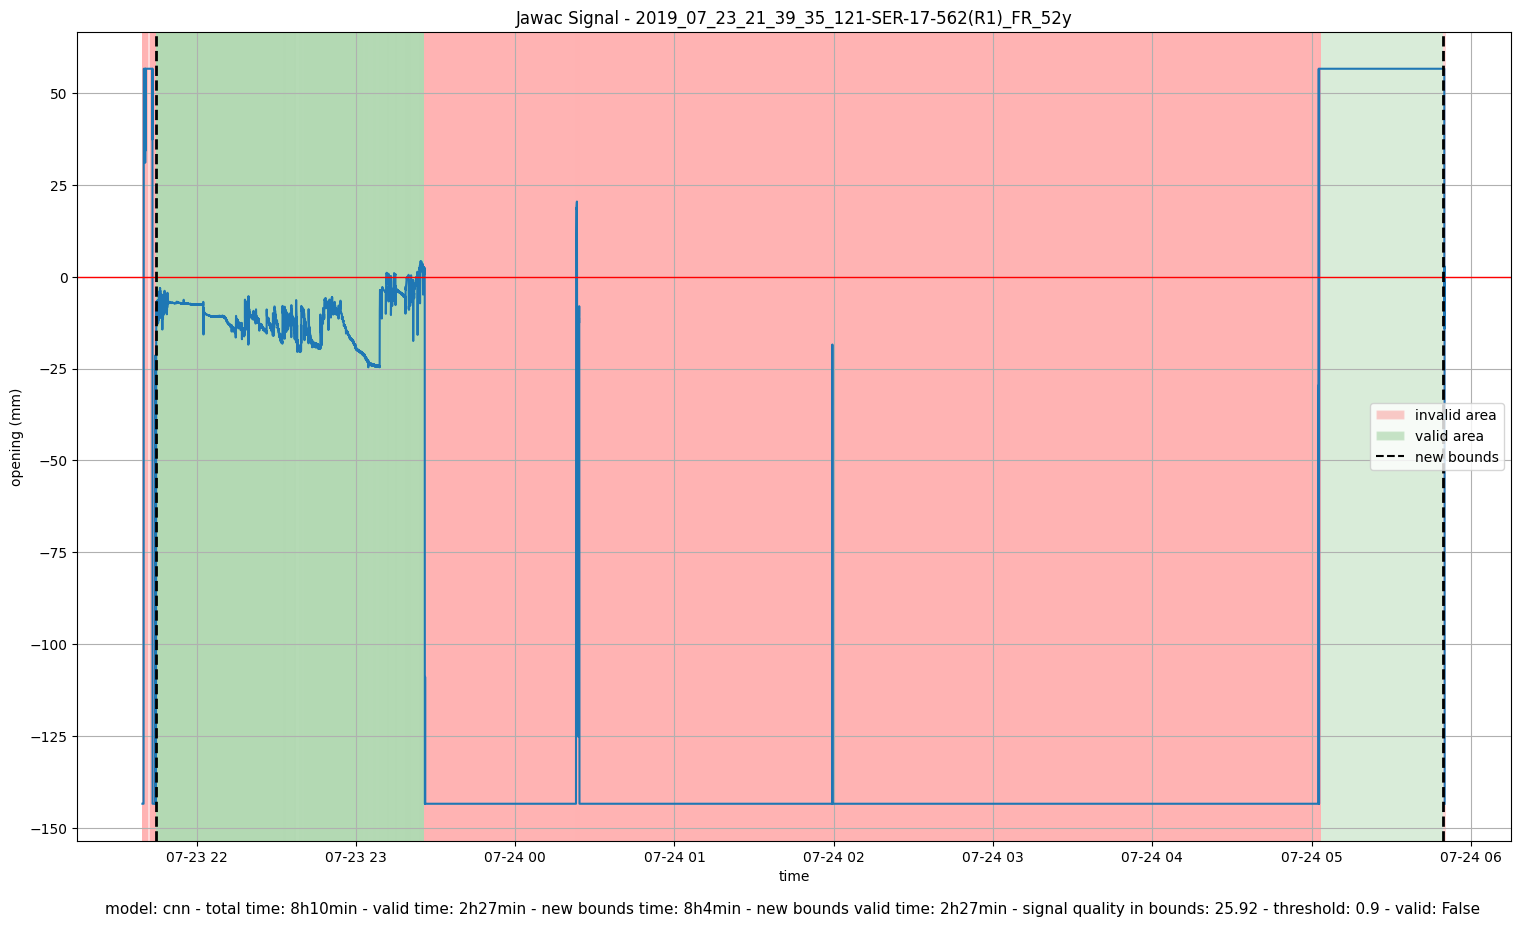 Jawac Signal - 2019_07_23_21_39_35_121-SER-17-562(R1)_FR_52y
opening (mm)
50
25
0
−25
−50
−75
−100
−125
−150
invalid area
valid area
new bounds
07-23 22
07-23 23
07-24 00
07-24 01
07-24 02
07-24 03
07-24 04
07-24 05
07-24 06
time
model: cnn - total time: 8h10min - valid time: 2h27min - new bounds time: 8h4min - new bounds valid time: 2h27min - signal quality in bounds: 25.92 - threshold: 0.9 - valid: False